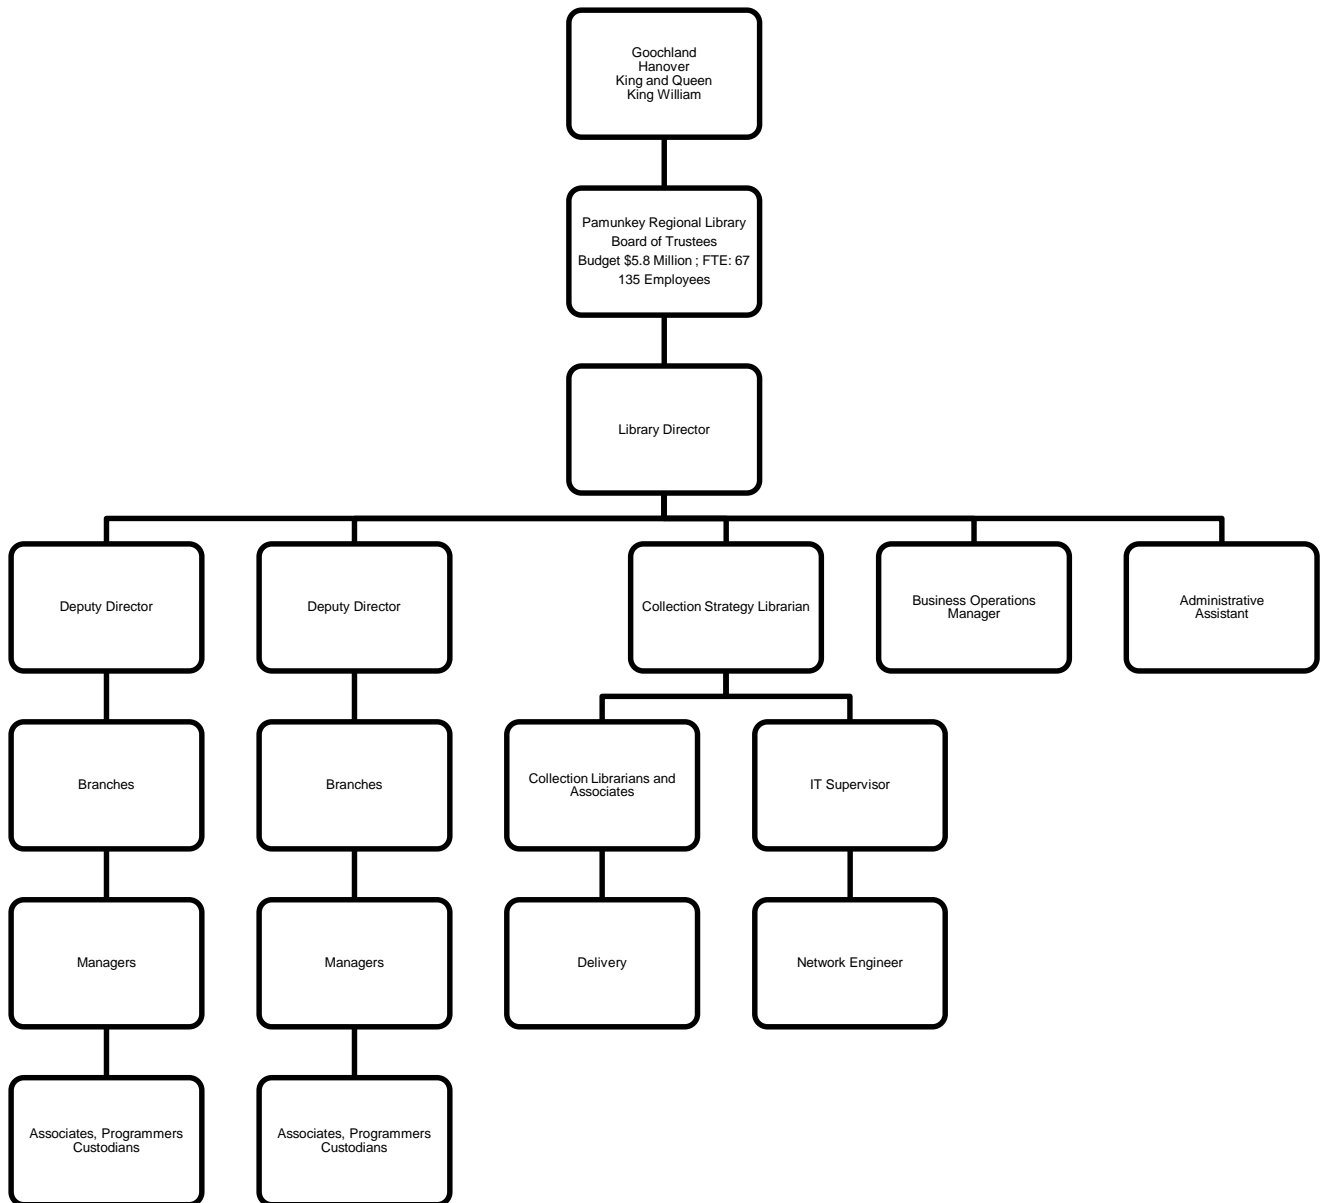 Goochland
Hanover
King and Queen
King William
Pamunkey Regional Library
Board of Trustees
Budget $5.8 Million ; FTE: 67
135 Employees
Library Director
Deputy Director
Deputy Director
Collection Strategy Librarian
Business Operations
Manager
Administrative
Assistant
Branches
Branches
Collection Librarians and
Associates
IT Supervisor
Managers
Managers
Delivery
Network Engineer
Associates, Programmers
Custodians
Associates, Programmers
Custodians